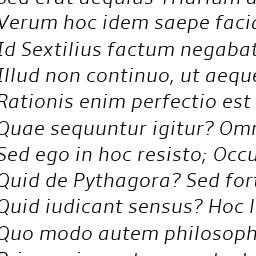 Sed erat aequius Triarium a
Verum hoc idem saepe facia
Id Sextilius factum negabat
Illud non continuo, ut aeque
Rationis enim perfectio est
Quae sequuntur igitur? Omn
Sed ego in hoc resisto; Occu
Quid de Pythagora? Sed fort
Quid iudicant sensus? Hoc l
Quo modo autem philosoph